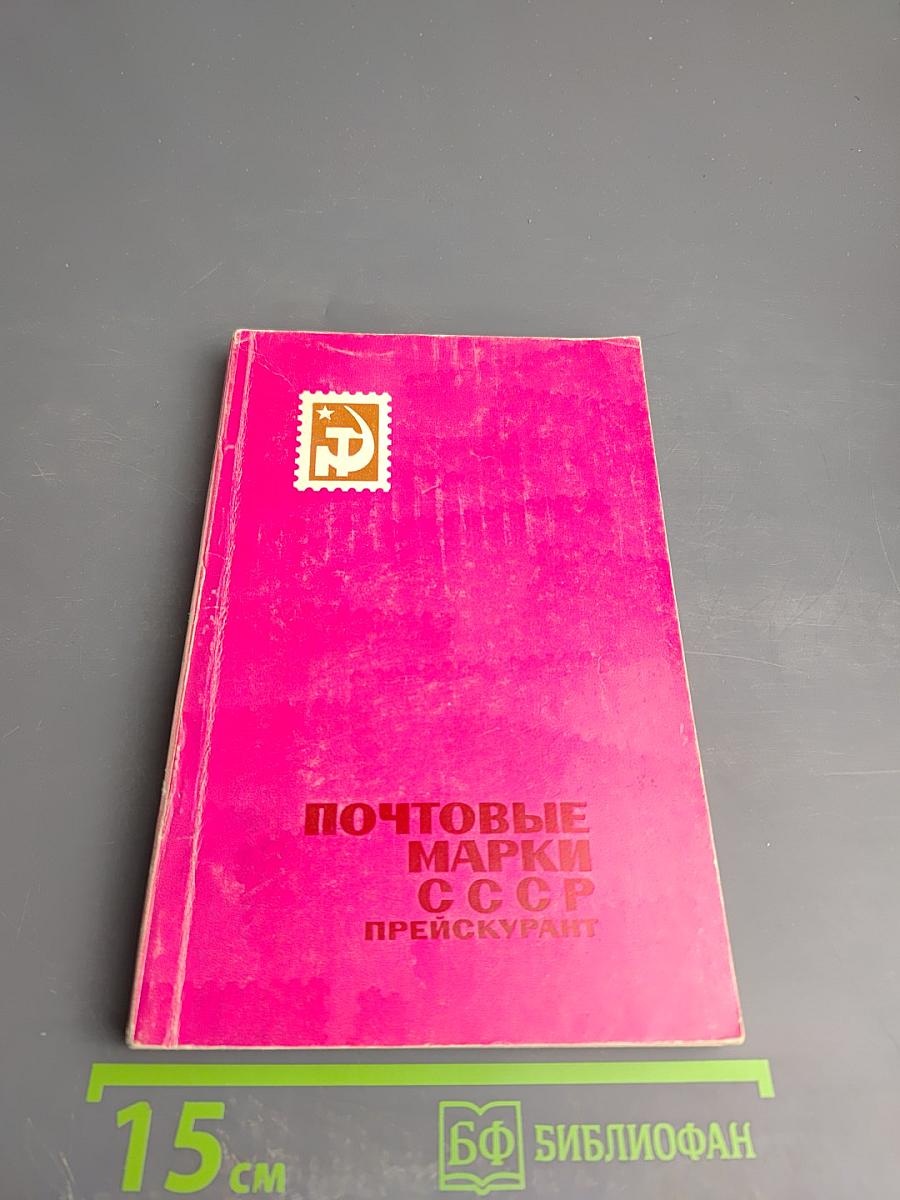 ПОЧТОВЫЕ
МАРКИ
СССР
ПРЕЙСКУРАНТ
15 см
БФ БИБЛИОФАН